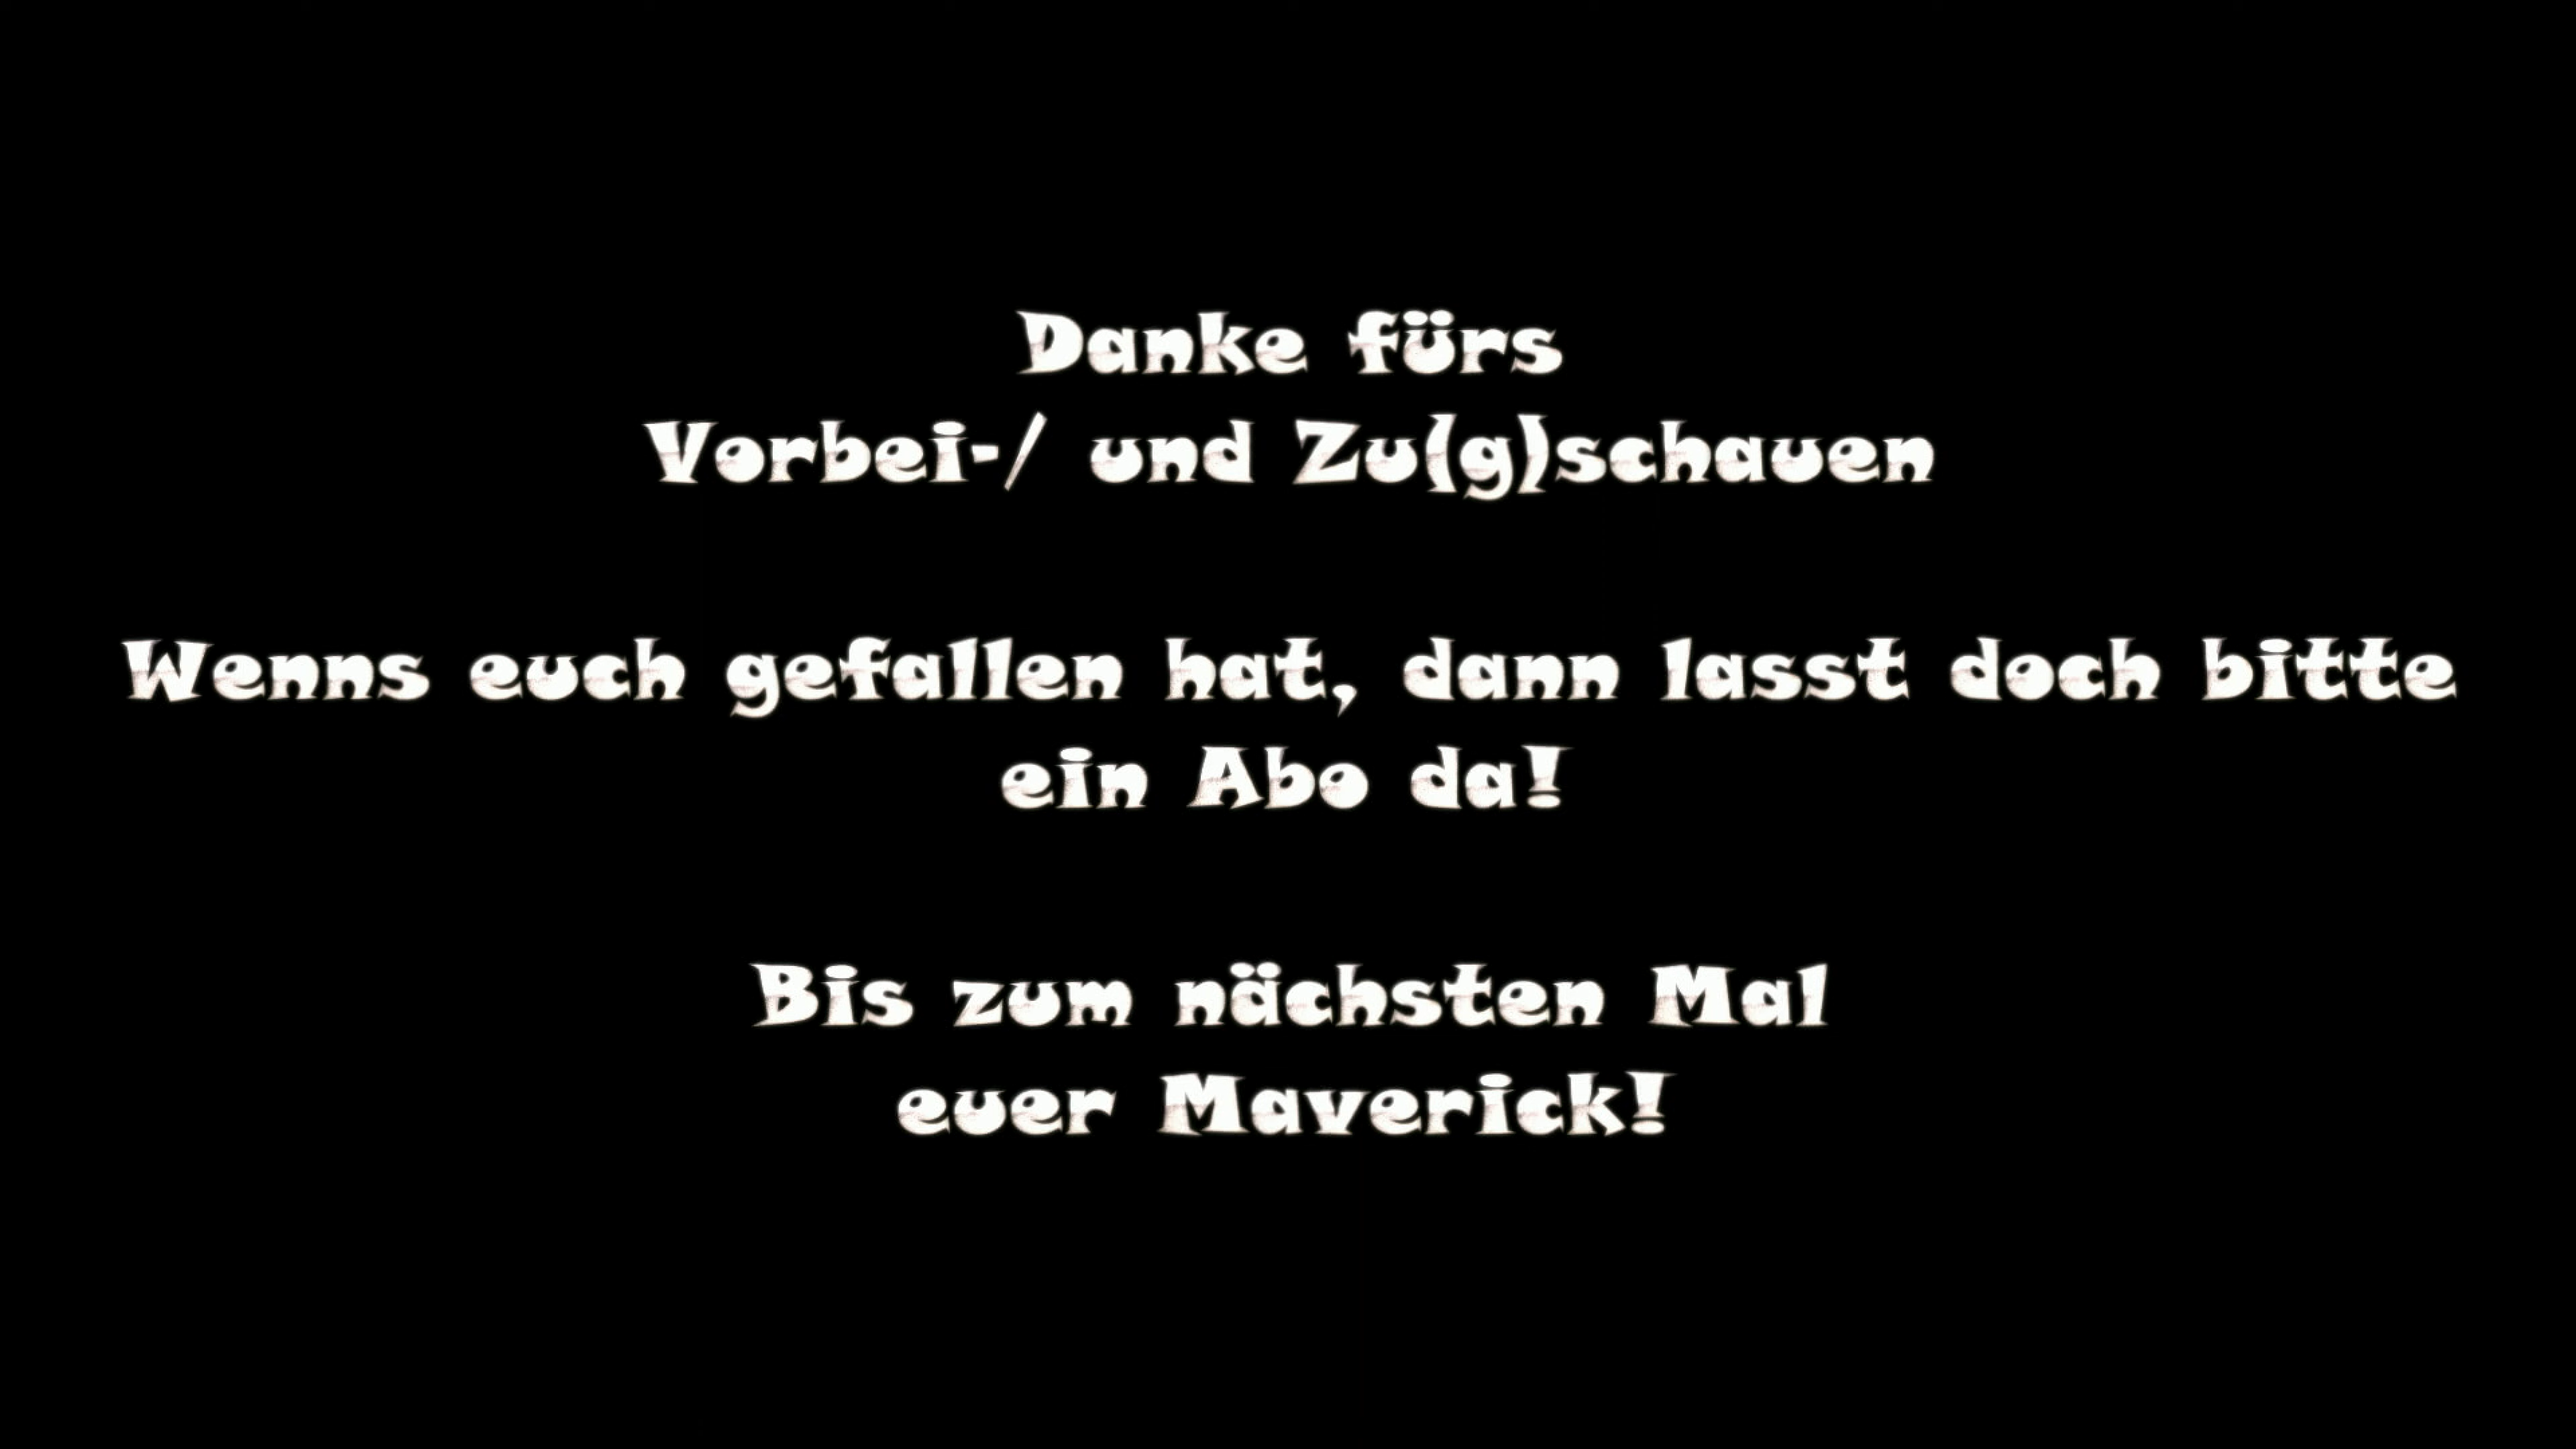 Danke fürs
Vorbei-/ und Zu(g)schauen
Wenns euch gefallen hat, dann lasst doch bitte
ein Abo da!
Bis zum nächsten Mal
euer Maverick!